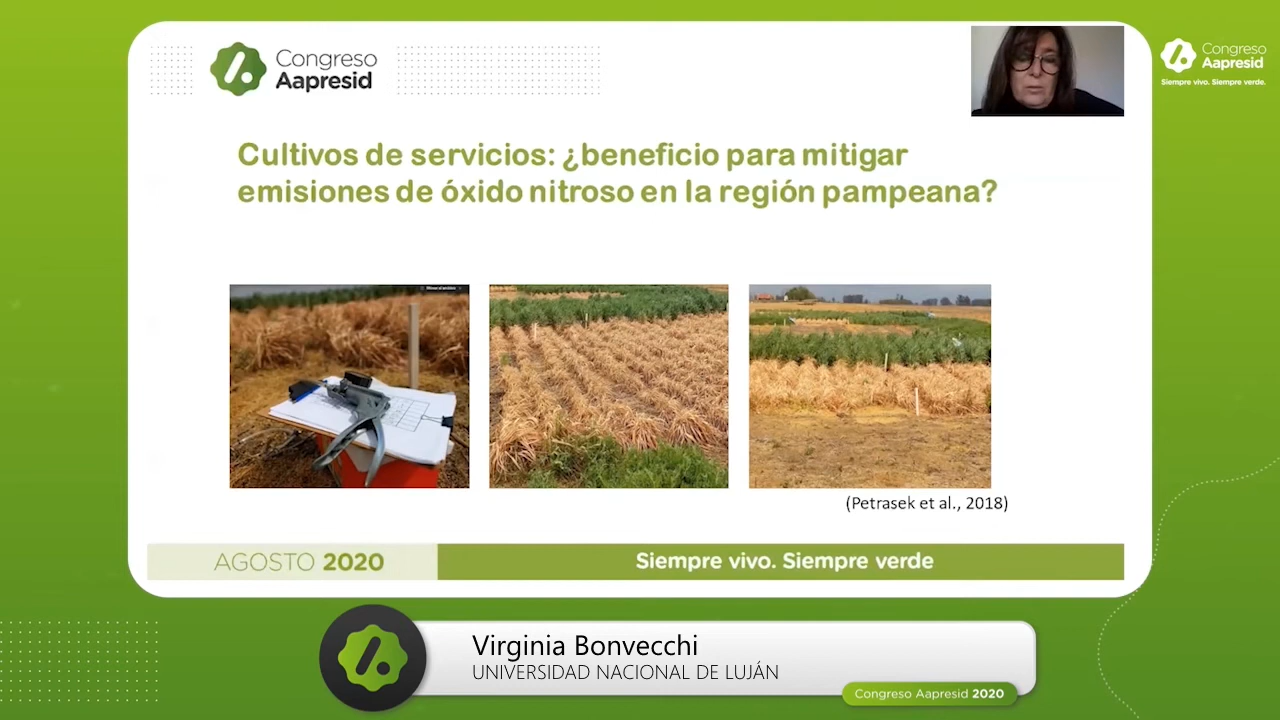 Congreso
Aapresid
Congreso
Aapresid
Siempre vivo. Siempre verde.
Cultivos de servicios: ¿beneficio para mitigar
emisiones de óxido nitroso en la región pampeana?
(Petrasek et al., 2018)
AGOSTO 2020
Siempre vivo. Siempre verde
Virginia Bonvecchi
UNIVERSIDAD NACIONAL DE LUJÁN
Congreso Aapresid 2020